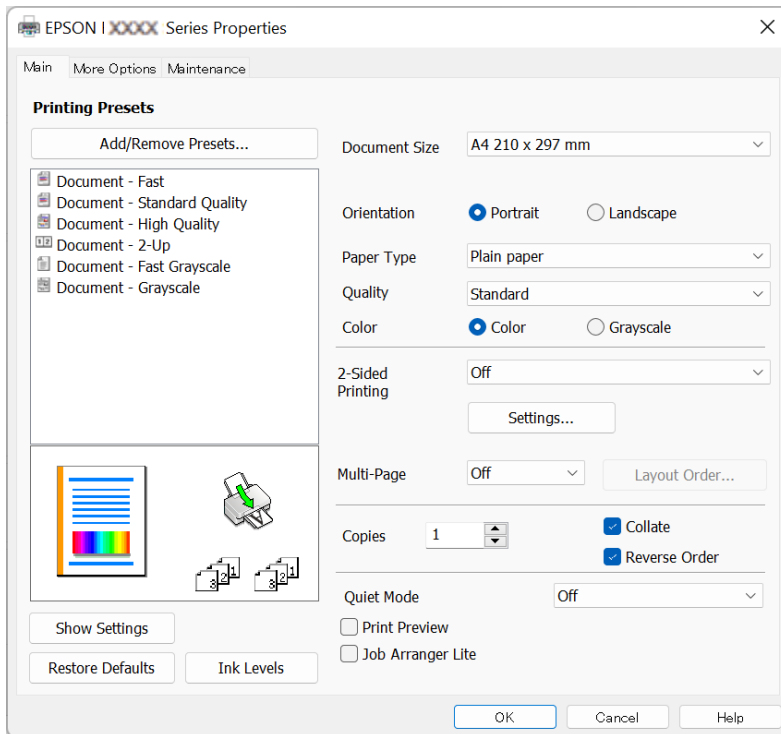 EPSON Series Properties
Main
More Options
Maintenance
Printing Presets
Add/Remove Presets...
Document - Fast
Document - Standard Quality
Document - High Quality
Document - 2-Up
Document - Fast Grayscale
Document - Grayscale
Show Settings
Restore Defaults
Ink Levels
Document Size
A4 210 x 297 mm
Orientation
Portrait
Landscape
Paper Type
Plain paper
Quality
Standard
Color
Color
Grayscale
2-Sided
Printing
Off
Settings...
Multi-Page
Off
Layout Order...
Copies
1
Collate
Reverse Order
Quiet Mode
Off
Print Preview
Job Arranger Lite
OK
Cancel
Help